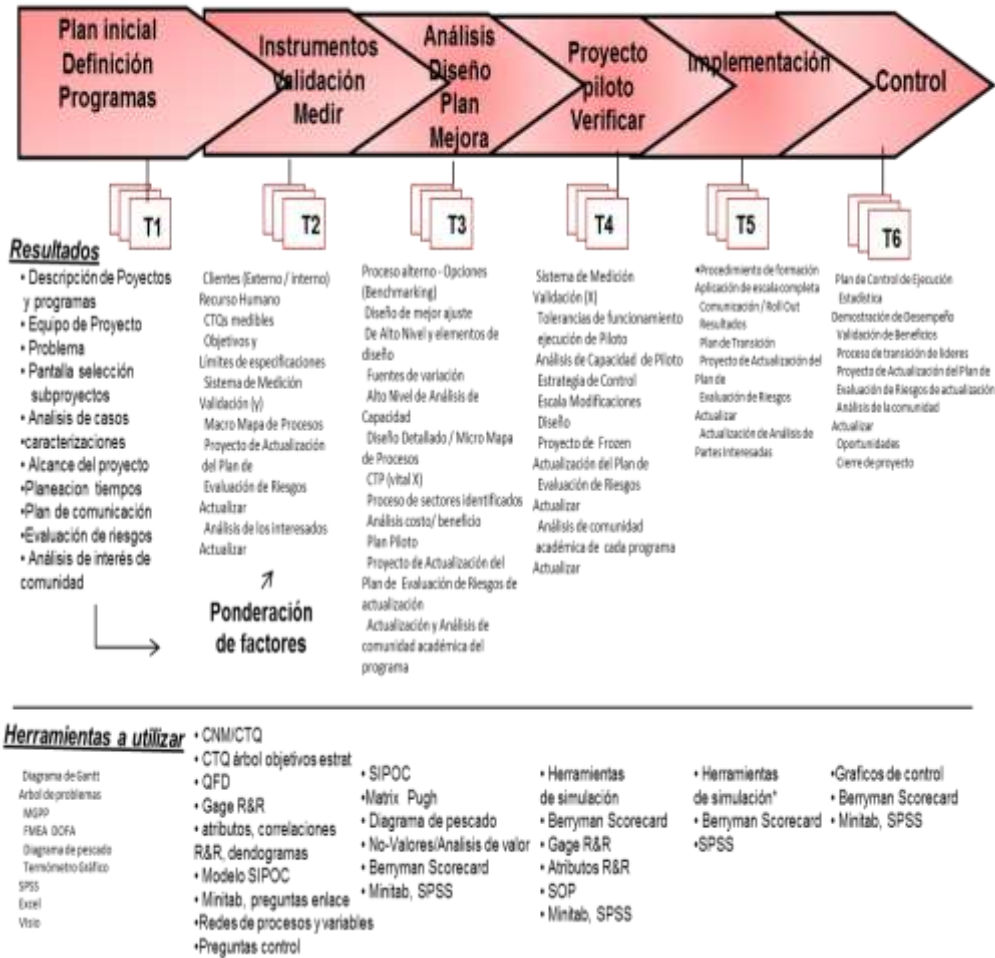 Plan inicial
Definición
Programas
Instrumentos
Validación
Medir
Análisis
Diseño
Plan
Mejora
Proyecto
piloto
Verificar
Implementación
Control
T1
T2
T3
T4
T5
T6
Resultados
• Descripción de Poyectos
y programas
• Equipo de Proyecto
• Problema
• Pantalla selección
subproyectos
• Analisis de casos
•caracterizaciones
• Alcance del proyecto
•Planeacion tiempos
•Plan de comunicación
•Evaluación de riesgos
• Análisis de interés de
comunidad
Clientes (Externo / interno)
Recurso Humano
CTQs medibles
Objetivos y
Límites de especificaciones
Sistema de Medición
Validación (y)
Macro Mapa de Procesos
Proyecto de Actualización
del Plan de
Evaluación de Riesgos
Actualizar
Análisis de los interesados
Actualizar
Ponderación
de factores
Proceso alterno - Opciones
(Benchmarking)
Diseño de mejor ajuste
De Alto Nivel y elementos de
diseño
Fuentes de variación
Alto Nivel de Análisis de
Capacidad
Diseño Detallado / Micro Mapa
de Procesos
CTP (vital X)
Proceso de sectores identificados
Análisis costo/ beneficio
Plan Piloto
Proyecto de Actualización del
Plan de Evaluación de Riesgos de
actualización
Actualización y Análisis de
comunidad académica del
programa
Sistema de Medición
Validación (X)
Tolerancias de funcionamiento
ejecución de Piloto
Análisis de Capacidad de Piloto
Estrategia de Control
Escala Modificaciones
Diseño
Proyecto de Frozen
Actualización del Plan de
Evaluación de Riesgos
Actualizar
Análisis de comunidad
académica de cada programa
Actualizar
•Procedimiento de formación
Aplicación de escala completa
Comunicación / Roll Out
Resultados
Plan de Transición
Proyecto de Actualización del
Plan de
Evaluación de Riesgos
Actualizar
Actualización de Análisis de
Partes Interesadas
Plan de Control de Ejecución
Estadística
Demostración de Desempeño
Validación de Beneficios
Proceso de transición de líderes
Proyecto de Actualización del Plan de
Evaluación de Riesgos de actualización
Análisis de la comunidad
Actualizar
Oportunidades
Cierre de proyecto
Herramientas a utilizar
Diagrama de Gantt
Arbol de problemas
MGPP
FMEA DOFA
Diagrama de pescado
Termómetro Gráfico
SPSS
Excel
Visio
• CNM/CTQ
• CTQ árbol objetivos estrat
• QFD
• Gage R&R
• atributos, correlaciones
R&R, dendogramas
• Modelo SIPOC
• Minitab, preguntas enlace
•Redes de procesos y variables
•Preguntas control
• SIPOC
•Matrix Pugh
• Diagrama de pescado
• No-Valores/Analisis de valor
• Berryman Scorecard
• Minitab, SPSS
• Herramientas
de simulación
• Berryman Scorecard
• Gage R&R
• Atributos R&R
• SOP
• Minitab, SPSS
• Herramientas
de simulación*
• Berryman Scorecard
•SPSS
•Graficos de control
• Berryman Scorecard
• Minitab, SPSS